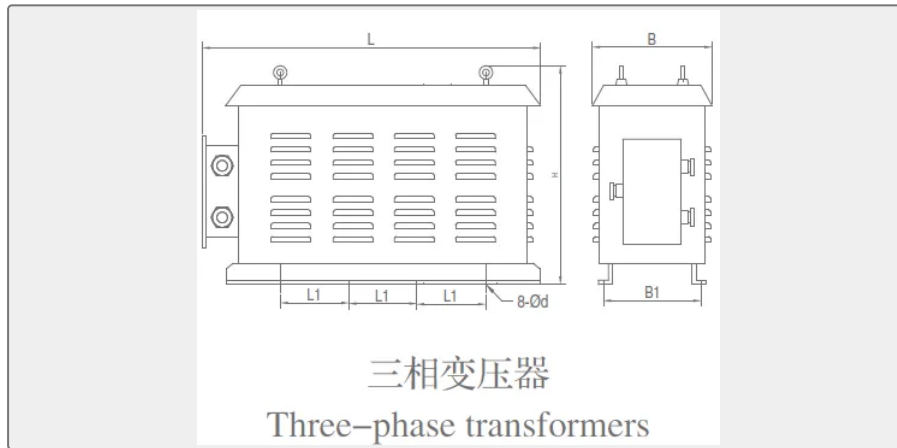 L
B
H
L1
L1
L1
8-Ød
B1
三相变压器
Three-phase transformers